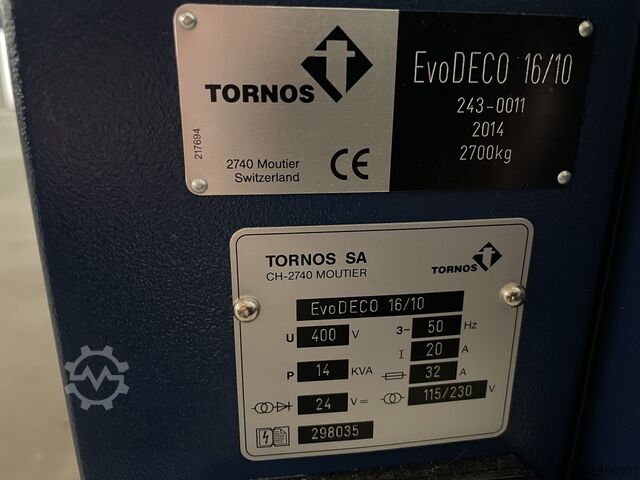 TORNOS
217694
2740 Moutier
Switzerland
CE
EvoDECO 16/10
243-0011
2014
2700kg
TORNOS SA
CH-2740 MOUTIER
TORNOS
EvoDECO 16/10
U 400 V 3~ 50 Hz
I 20 A
P 14 KVA 32 A
24 V= 115/230 V
298035